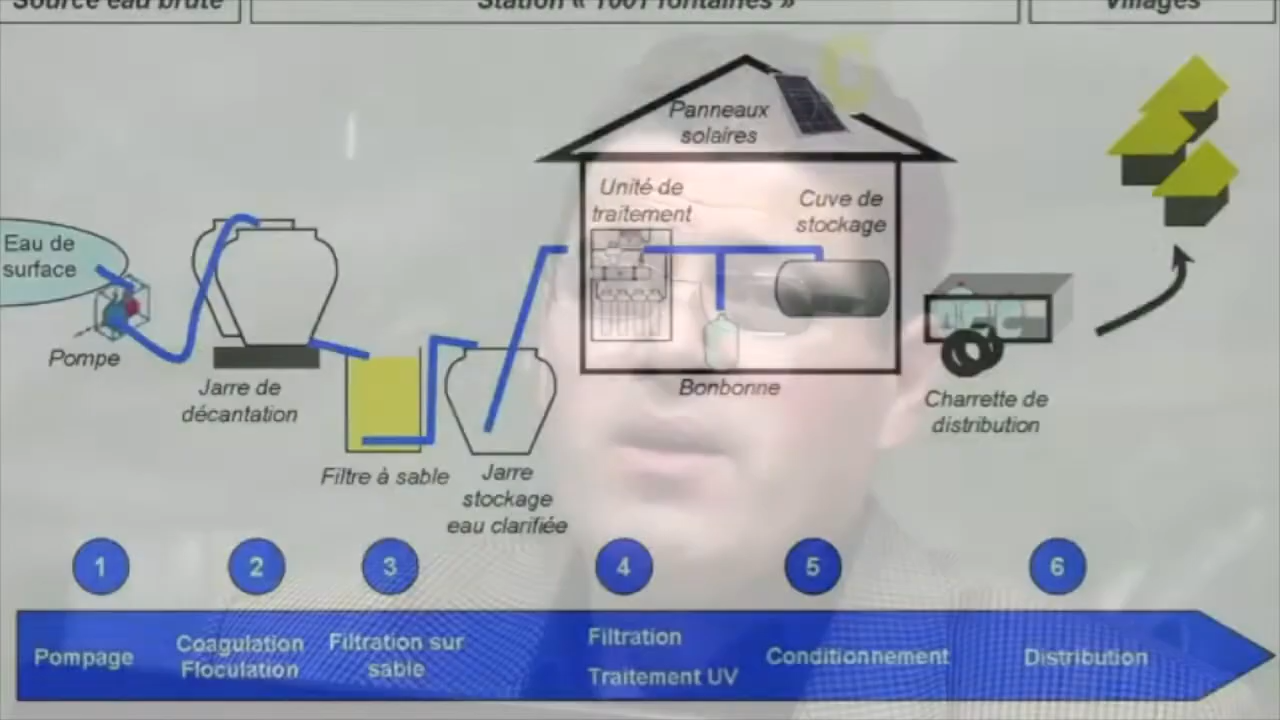 Source eau brute
Station « 1001 fontaines »
Villages
Panneaux
solaires
Unité de
traitement
Cuve de
stockage
Eau de
surface
Pompe
Jarre de
décantation
Filtre à sable
Jarre
stockage
eau clarifiée
Bonbonne
Charrette de
distribution
1
2
3
4
5
6
Pompage
Coagulation
Floculation
Filtration sur
sable
Filtration
Traitement UV
Conditionnement
Distribution